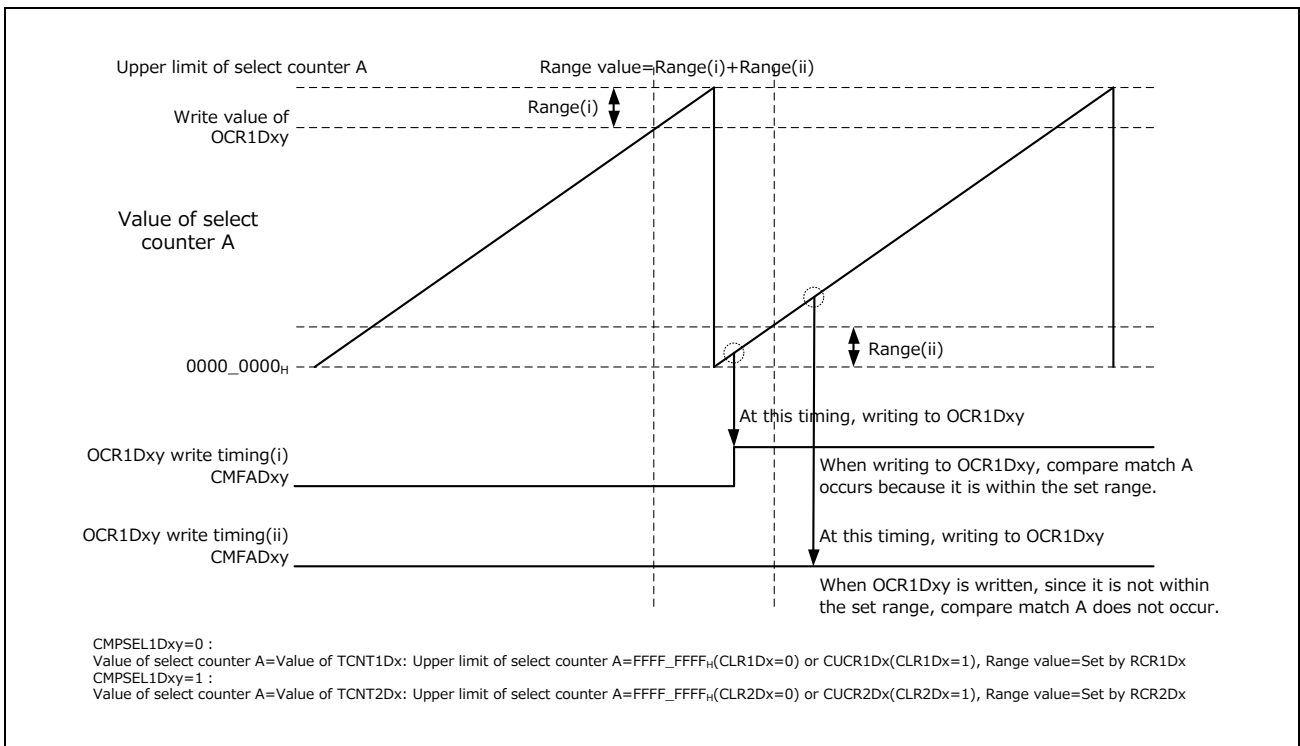 Upper limit of select counter A
Range value=Range(i)+Range(ii)
Range(i)
Write value of
OCR1Dxy
Value of select
counter A
Range(ii)
0000_0000H
At this timing, writing to OCR1Dxy
OCR1Dxy write timing(i)
CMFADxy
When writing to OCR1Dxy, compare match A
occurs because it is within the set range.
OCR1Dxy write timing(ii)
CMFADxy
At this timing, writing to OCR1Dxy
When OCR1Dxy is written, since it is not within
the set range, compare match A does not occur.
CMPSEL1Dxy=0 :
Value of select counter A=Value of TCNT1Dx: Upper limit of select counter A=FFFF_FFFFH(CLR1Dx=0) or CUCR1Dx(CLR1Dx=1), Range value=Set by RCR1Dx
CMPSEL1Dxy=1 :
Value of select counter A=Value of TCNT2Dx: Upper limit of select counter A=FFFF_FFFFH(CLR2Dx=0) or CUCR2Dx(CLR2Dx=1), Range value=Set by RCR2Dx